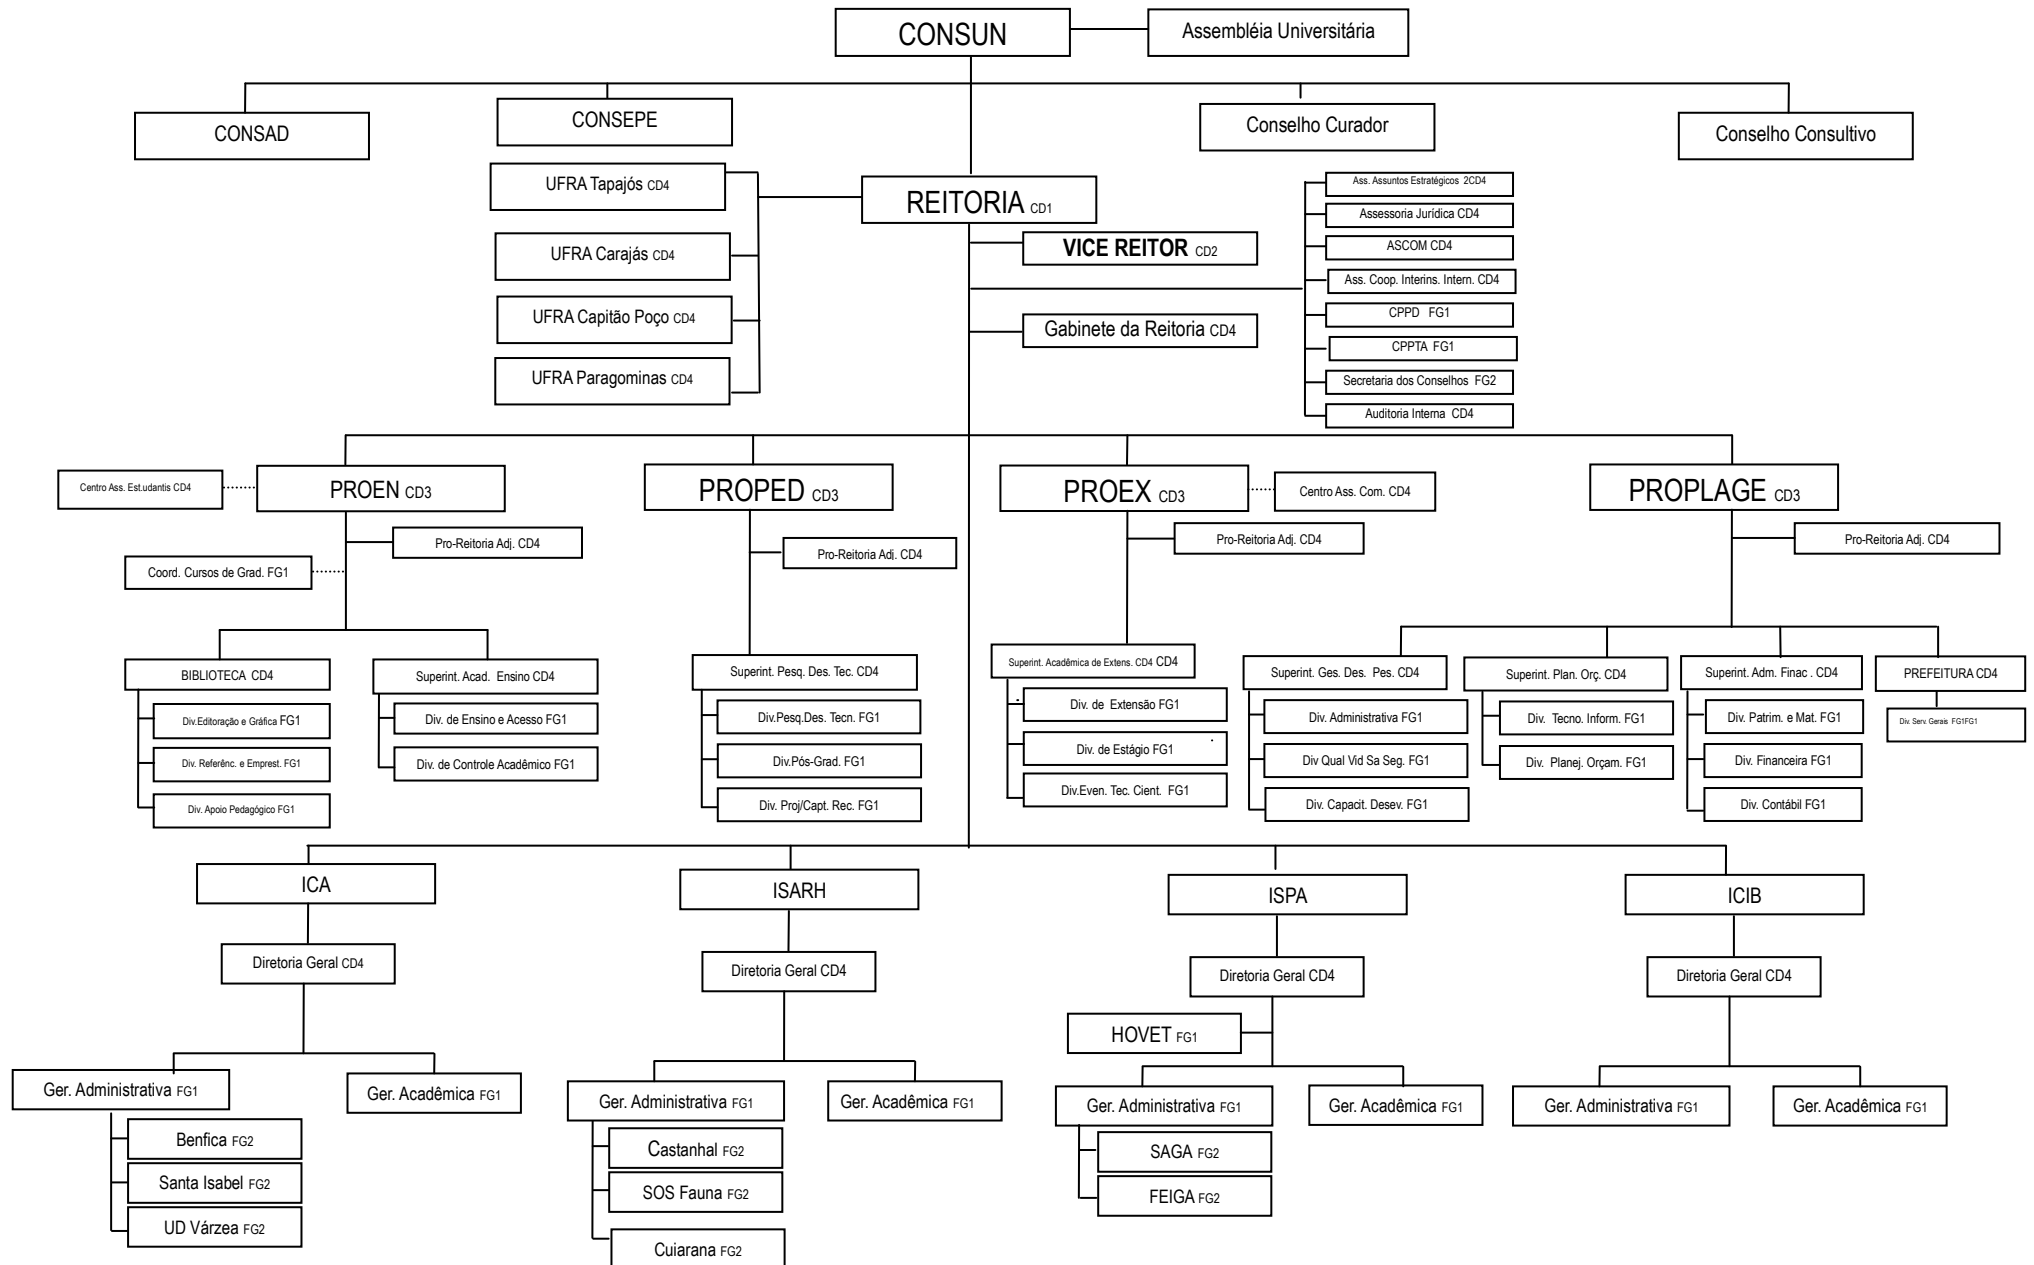 CONSUN
Assembléia Universitária
CONSAD
CONSEPE
Conselho Curador
Conselho Consultivo
UFRA Tapajós CD4
UFRA Carajás CD4
UFRA Capitão Poço CD4
UFRA Paragominas CD4
REITORIA CD1
VICE REITOR CD2
Gabinete da Reitoria CD4
Ass. Assuntos Estratégicos 2CD4
Assessoria Jurídica CD4
ASCOM CD4
Ass. Coop. Interins. Intern. CD4
CPPD FG1
CPPTA FG1
Secretaria dos Conselhos FG2
Auditoria Interna CD4
Centro Ass. Est.udantis CD4
PROEN CD3
PROPED CD3
PROEX CD3
Centro Ass. Com. CD4
PROPLAGE CD3
Pro-Reitoria Adj. CD4
Coord. Cursos de Grad. FG1
Pro-Reitoria Adj. CD4
Pro-Reitoria Adj. CD4
Pro-Reitoria Adj. CD4
BIBLIOTECA CD4
Div.Editoração e Gráfica FG1
Div. Referênc. e Emprest. FG1
Div. Apoio Pedagógico FG1
Superint. Acad. Ensino CD4
Div. de Ensino e Acesso FG1
Div. de Controle Acadêmico FG1
Superint. Pesq. Des. Tec. CD4
Div.Pesq.Des. Tecn. FG1
Div.Pós-Grad. FG1
Div. Proj/Capt. Rec. FG1
Superint. Acadêmica de Extens. CD4 CD4
Div. de Extensão FG1
Div. de Estágio FG1
Div.Even. Tec. Cient. FG1
Superint. Ges. Des. Pes. CD4
Div. Administrativa FG1
Div Qual Vid Sa Seg. FG1
Div. Capacit. Desev. FG1
Superint. Plan. Orç. CD4
Div. Tecno. Inform. FG1
Div. Planej. Orçam. FG1
Superint. Adm. Finac . CD4
Div. Patrim. e Mat. FG1
Div. Financeira FG1
Div. Contábil FG1
PREFEITURA CD4
Div. Serv. Gerais FG1FG1
ICA
Diretoria Geral CD4
Ger. Administrativa FG1
Ger. Acadêmica FG1
Benfica FG2
Santa Isabel FG2
UD Várzea FG2
ISARH
Diretoria Geral CD4
Ger. Administrativa FG1
Ger. Acadêmica FG1
Castanhal FG2
SOS Fauna FG2
Cuiarana FG2
ISPA
Diretoria Geral CD4
HOVET FG1
Ger. Administrativa FG1
Ger. Acadêmica FG1
SAGA FG2
FEIGA FG2
ICIB
Diretoria Geral CD4
Ger. Administrativa FG1
Ger. Acadêmica FG1